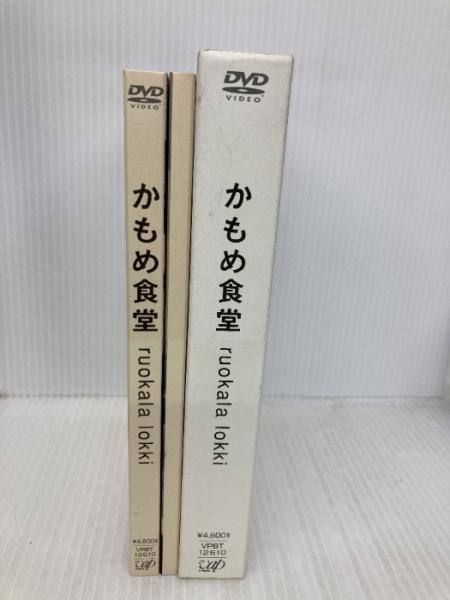 DVD
VIDEO
かもめ食堂
ruokala lokki
¥4,800
VPBT
12610
vap
DVD
VIDEO
かもめ食堂
ruokala lokki
¥4,800
VPBT
12610
vap